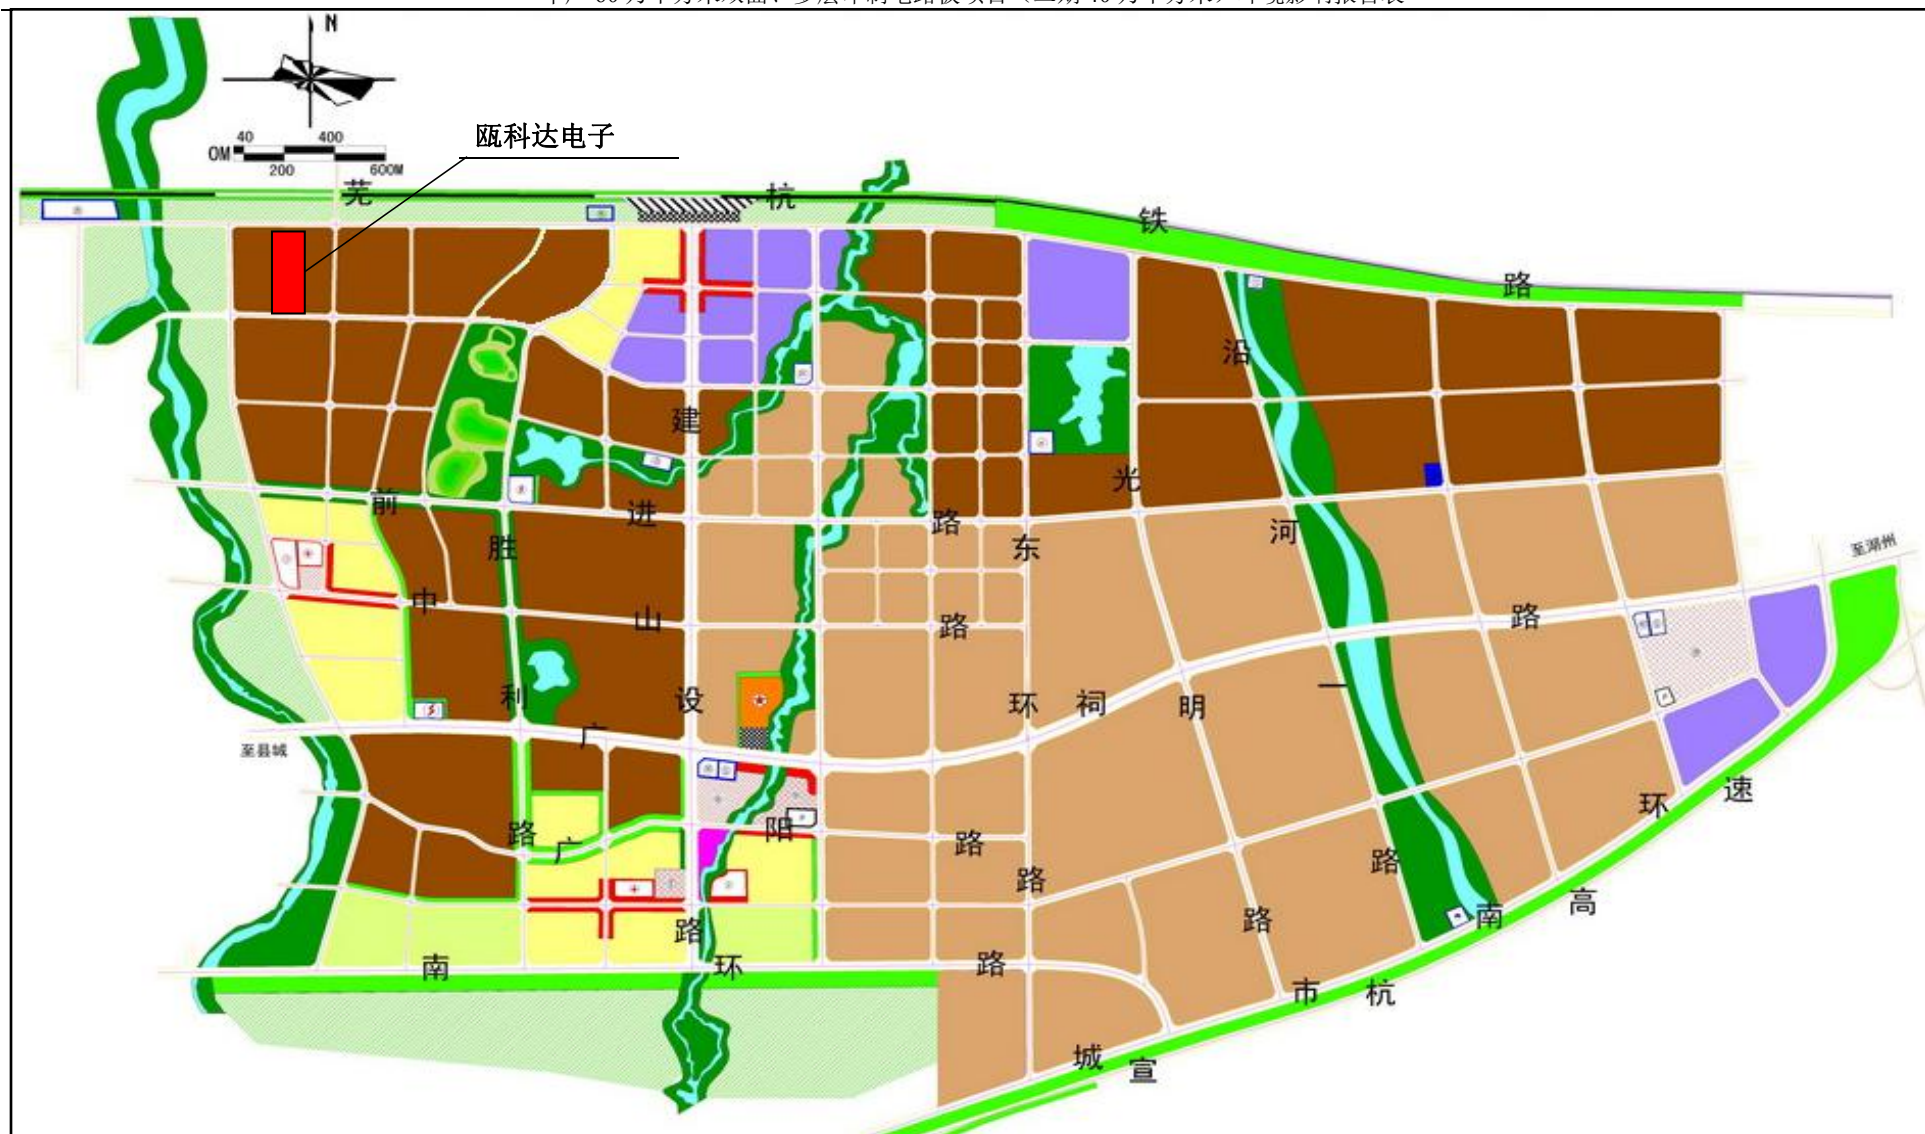 N
40 400
0M
200 600M
瓯科达电子
芜 杭 铁 路
沿 河 一 路
建 设 路
光 明 路
前 进 路
胜 利 路
东 环 路
中 山 路
至湖州
祠
广
路
至县城
广 阳 路
南 环 路
城 市 南 环
宣 杭 高 速